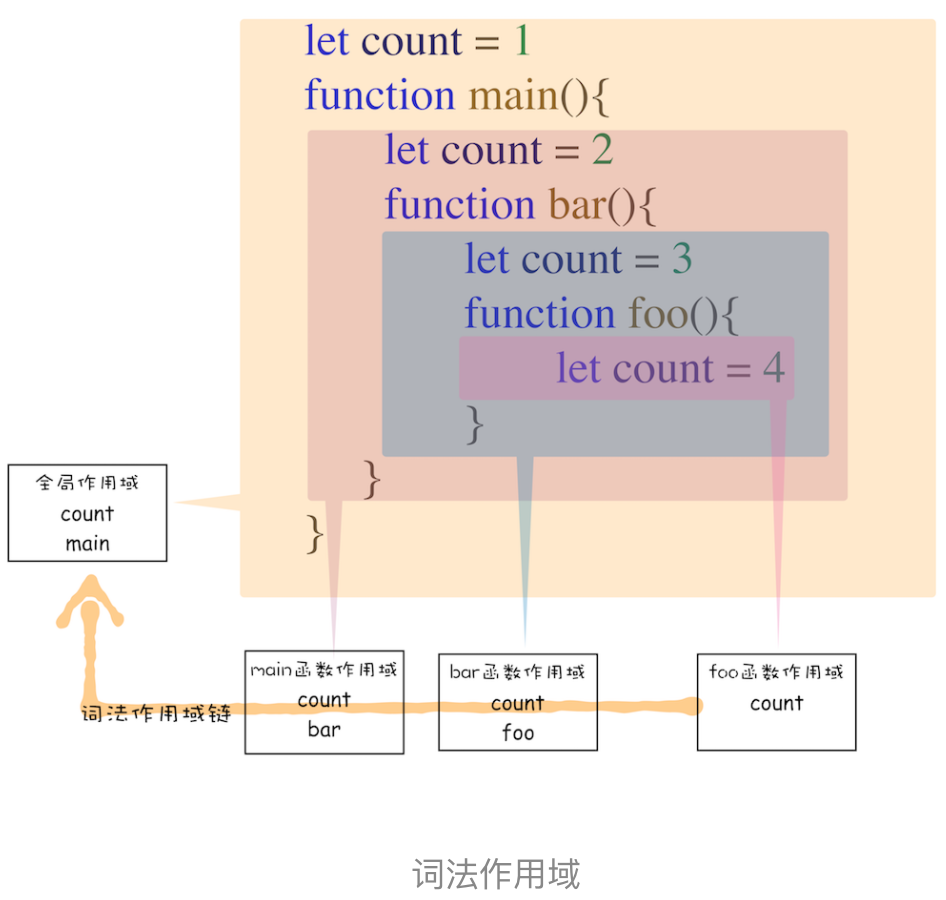 let count = 1
function main(){
let count = 2
function bar(){
let count = 3
function foo(){
let count = 4
}
}
}
全局作用域
count
main
main函数作用域
count
bar
bar函数作用域
count
foo
foo函数作用域
count
词法作用域链
词法作用域